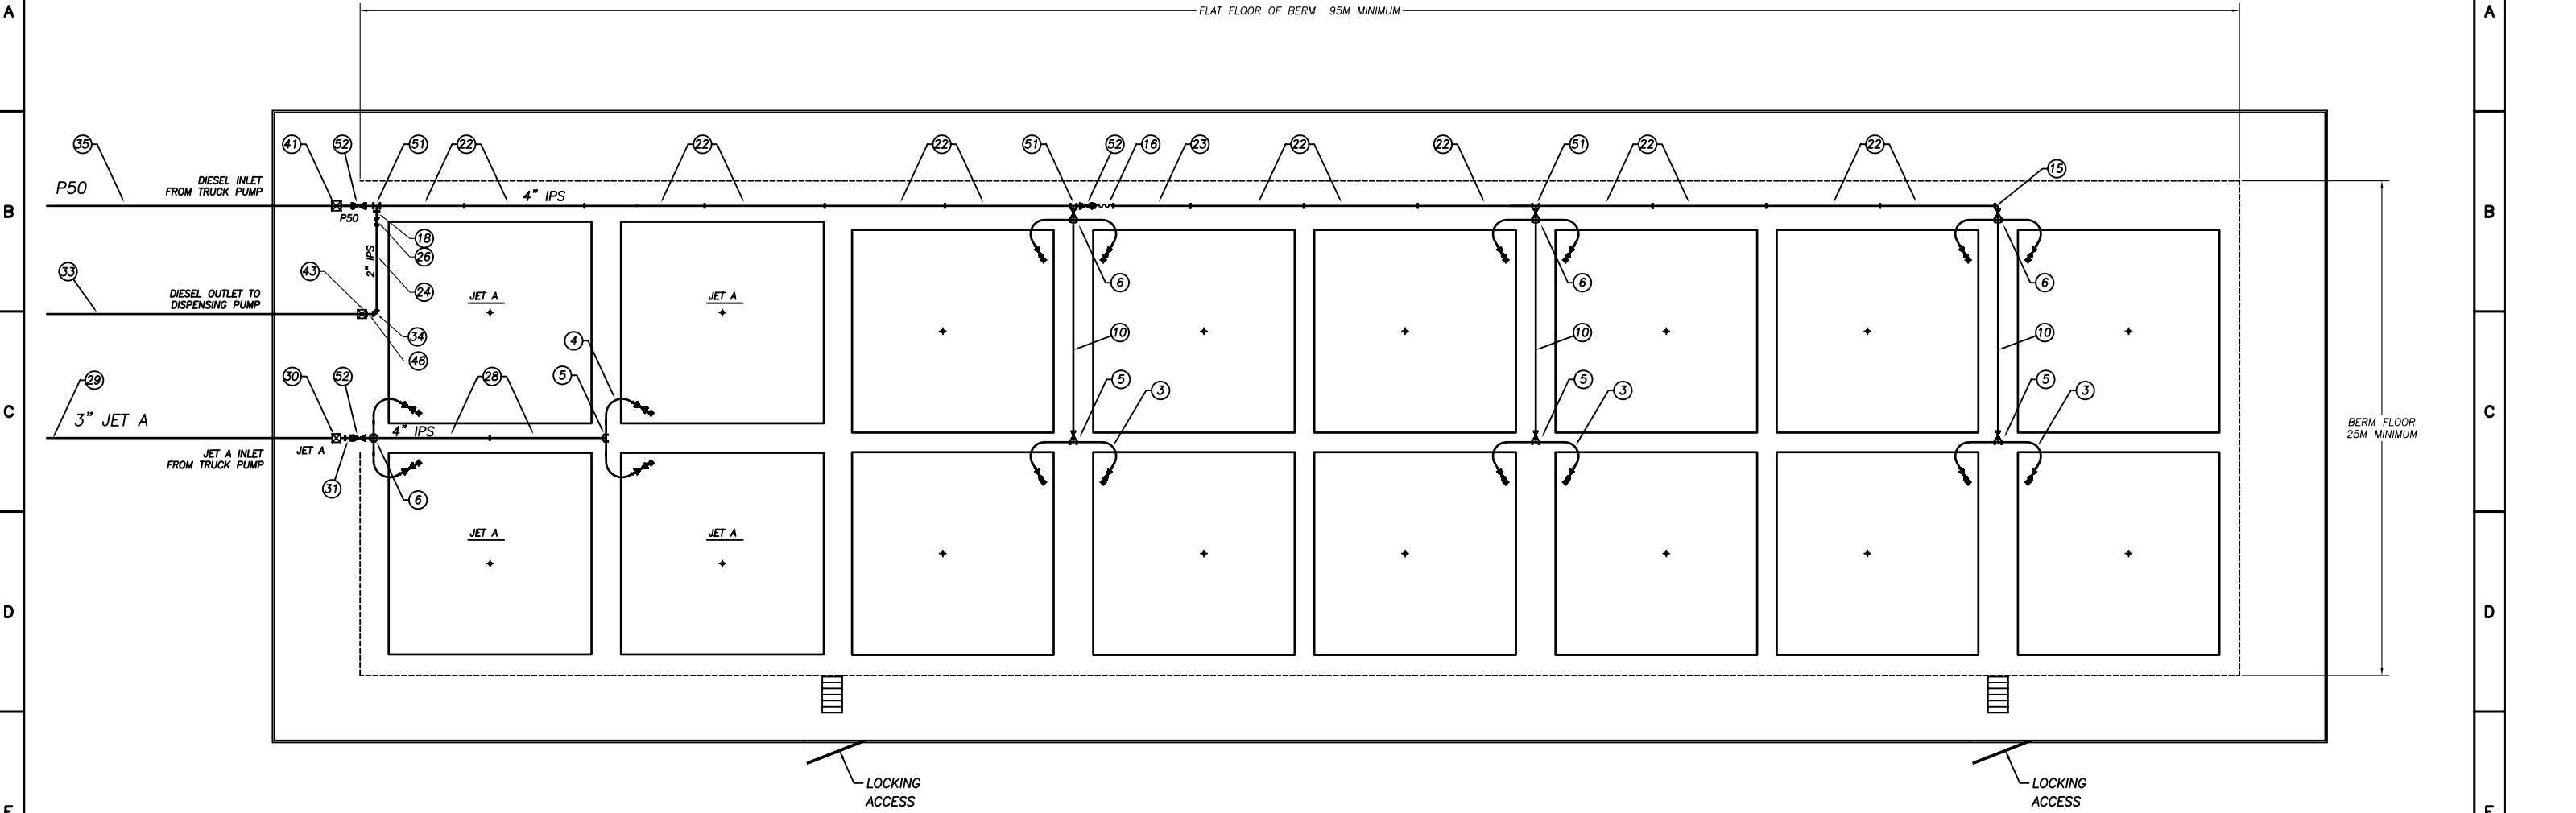 A
A
FLAT FLOOR OF BERM 95M MINIMUM
35
41
52
51
22
22
22
51
52
16
23
22
22
51
22
22
15
P50
DIESEL INLET
FROM TRUCK PUMP
4" IPS
B
B
P50
18
26
2" IPS
24
43
33
DIESEL OUTLET TO
DISPENSING PUMP
JET A
JET A
6
6
6
34
46
4
10
10
10
29
30
52
28
5
5
3
5
3
5
3
C
C
3" JET A
4" IPS
BERM FLOOR
25M MINIMUM
JET A INLET
FROM TRUCK PUMP
JET A
31
6
JET A
JET A
D
D
LOCKING
ACCESS
LOCKING
ACCESS